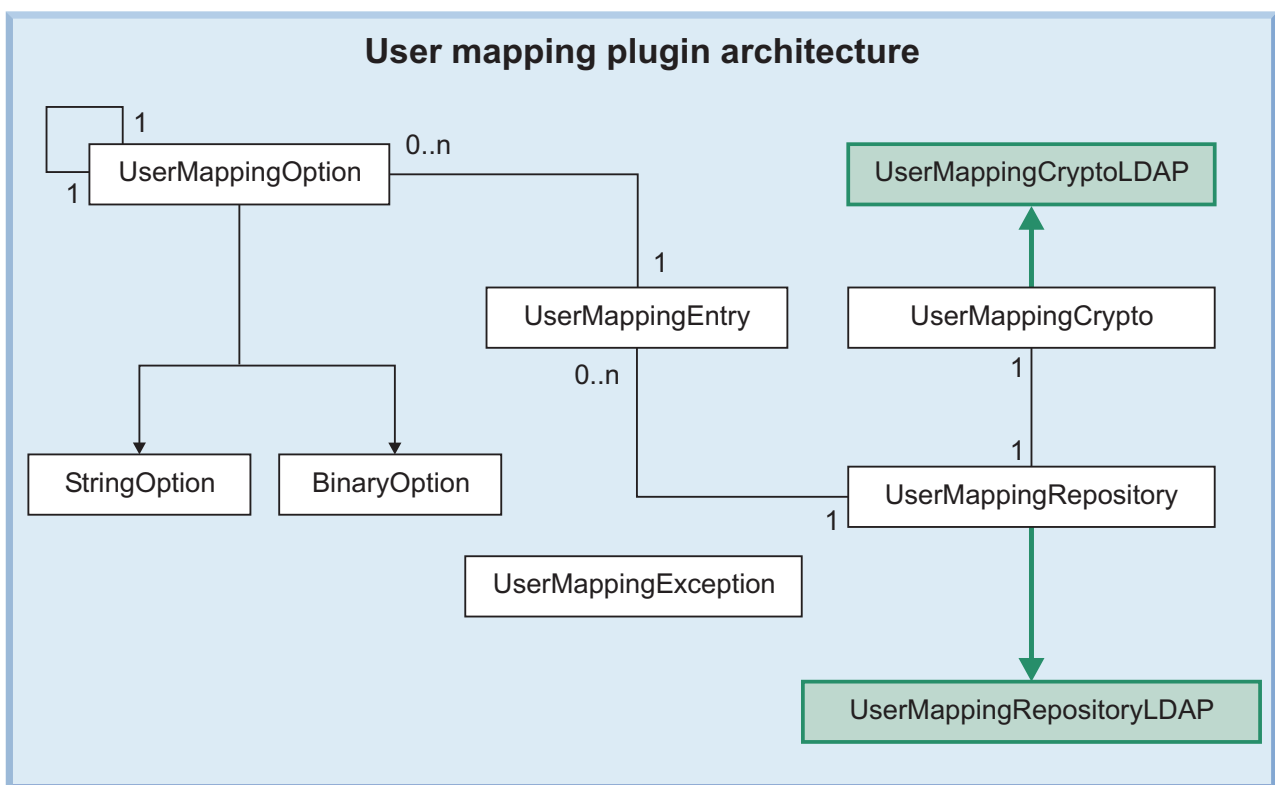 User mapping plugin architecture
1
0..n
UserMappingOption
UserMappingCryptoLDAP
1
1
UserMappingEntry
UserMappingCrypto
0..n
1
1
StringOption
BinaryOption
UserMappingRepository
1
UserMappingException
UserMappingRepositoryLDAP